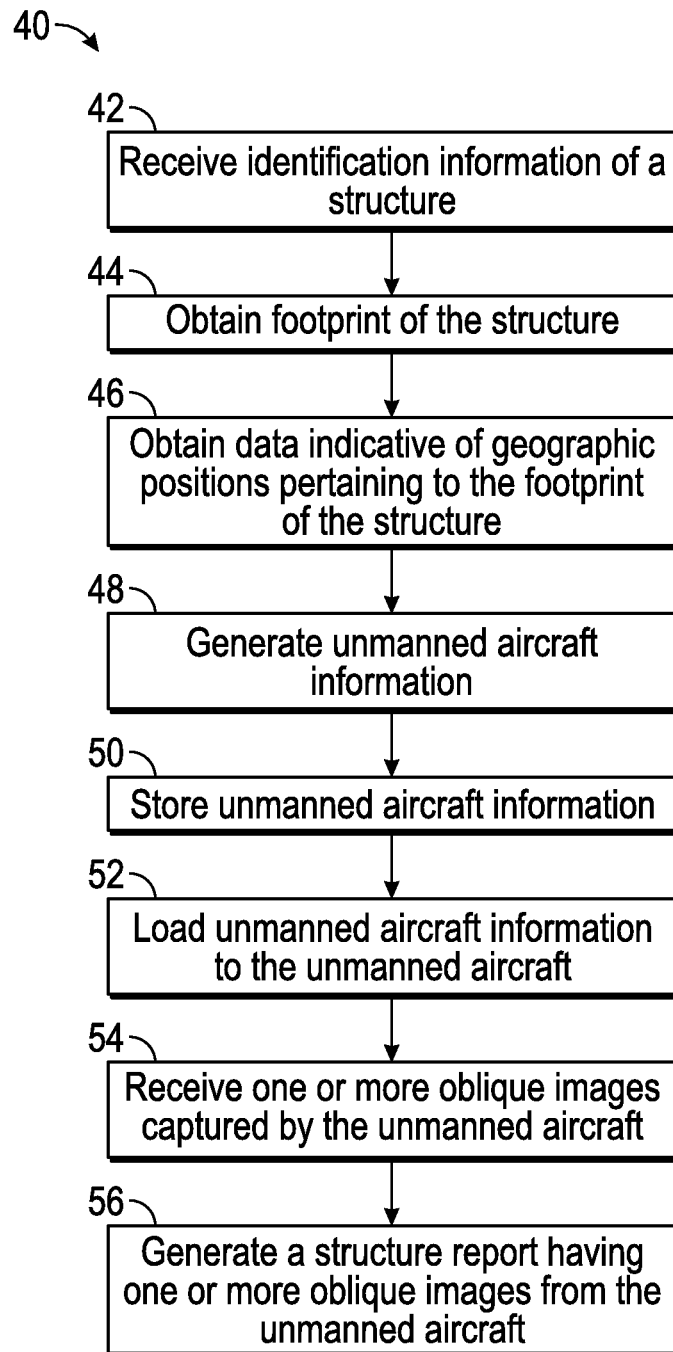 40
42
Receive identification information of a
structure
44
Obtain footprint of the structure
46
Obtain data indicative of geographic
positions pertaining to the footprint
of the structure
48
Generate unmanned aircraft
information
50
Store unmanned aircraft information
52
Load unmanned aircraft information
to the unmanned aircraft
54
Receive one or more oblique images
captured by the unmanned aircraft
56
Generate a structure report having
one or more oblique images from the
unmanned aircraft